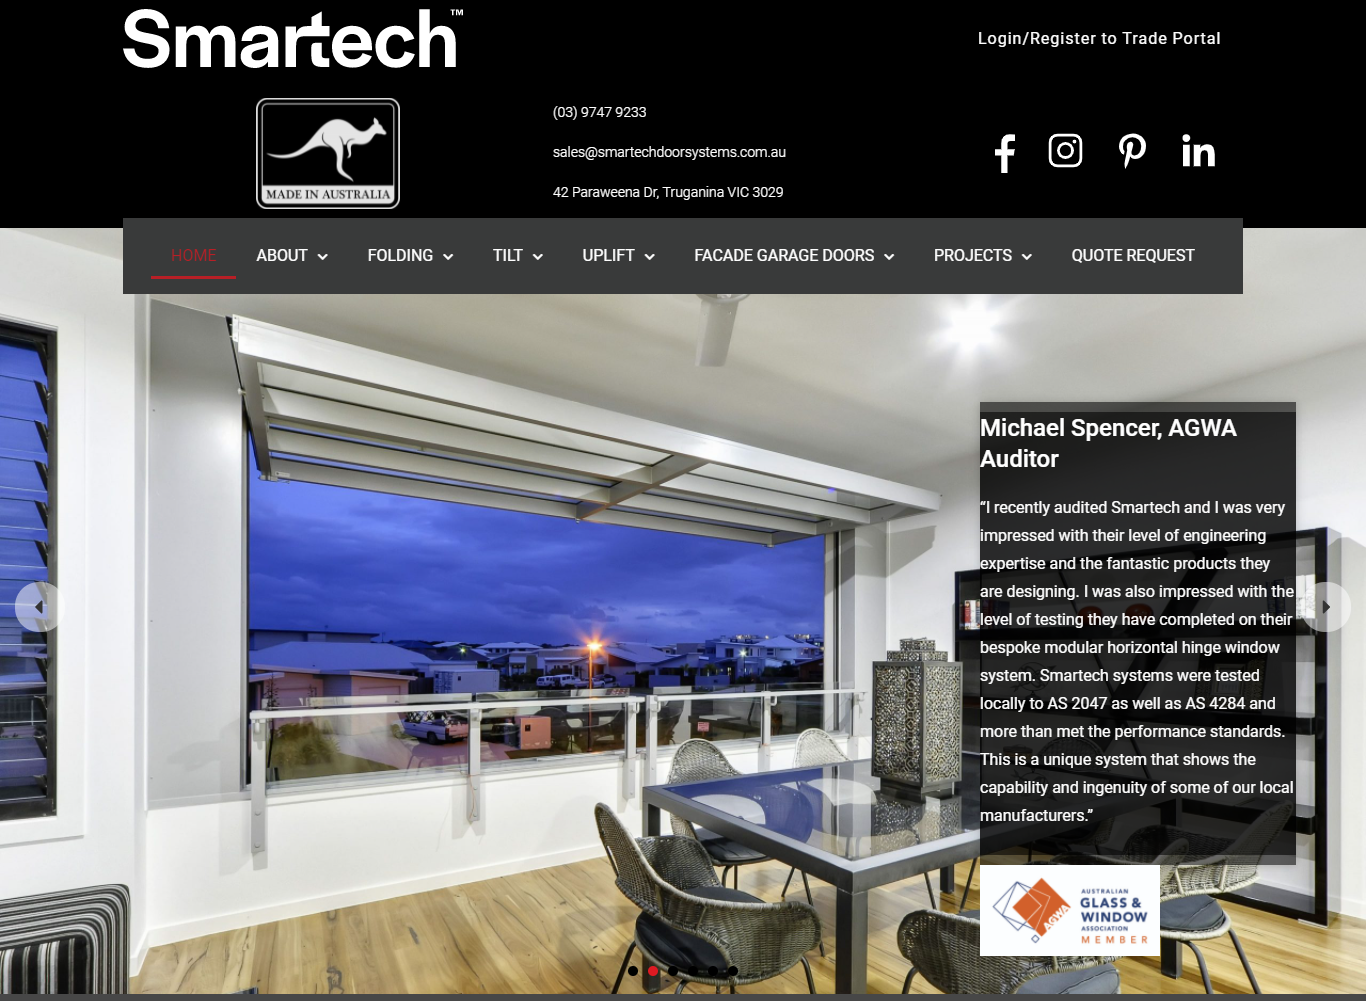 Smartech™
Login/Register to Trade Portal
MADE IN AUSTRALIA
(03) 9747 9233
sales@smartechdoorsystems.com.au
42 Paraweena Dr, Truganina VIC 3029
HOME ABOUT FOLDING TILT UPLIFT FACADE GARAGE DOORS PROJECTS QUOTE REQUEST
Michael Spencer, AGWA
Auditor
“I recently audited Smartech and I was very
impressed with their level of engineering
expertise and the fantastic products they
are designing. I was also impressed with the
level of testing they have completed on their
bespoke modular horizontal hinge window
system. Smartech systems were tested
locally to AS 2047 as well as AS 4284 and
more than met the performance standards.
This is a unique system that shows the
capability and ingenuity of some of our local
manufacturers.”
AGWA
AUSTRALIAN
GLASS &
WINDOW
ASSOCIATION
MEMBER